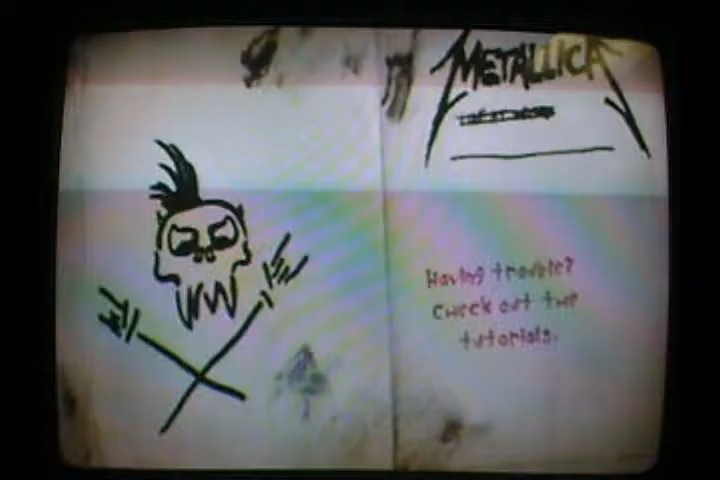 METALLICA
Having trouble?
Check out the
tutorials.